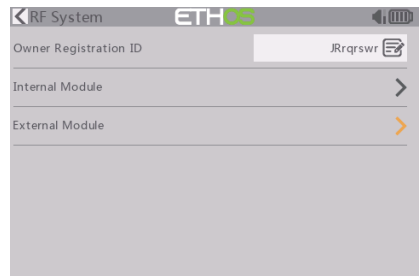 RF System
ETHOS
Owner Registration ID
JRrqrswr
Internal Module
External Module